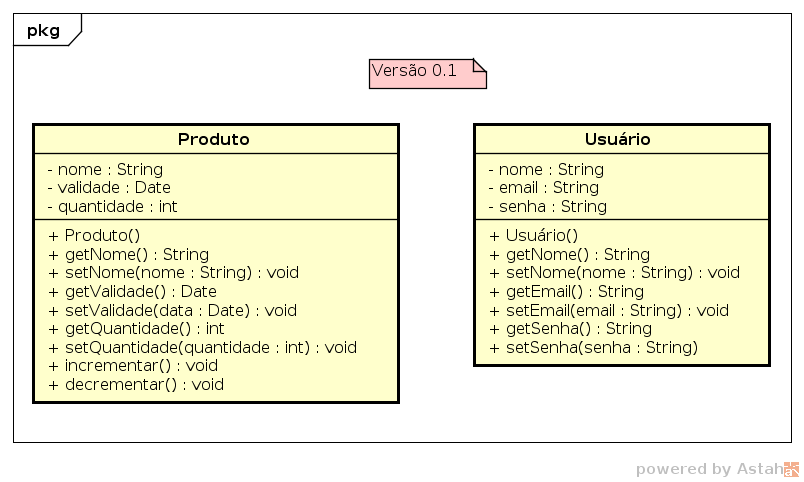 pkg
Versão 0.1
Produto
- nome : String
- validade : Date
- quantidade : int
+ Produto()
+ getNome() : String
+ setNome(nome : String) : void
+ getValidade() : Date
+ setValidade(data : Date) : void
+ getQuantidade() : int
+ setQuantidade(quantidade : int) : void
+ incrementar() : void
+ decrementar() : void
Usuário
- nome : String
- email : String
- senha : String
+ Usuário()
+ getNome() : String
+ setNome(nome : String) : void
+ getEmail() : String
+ setEmail(email : String) : void
+ getSenha() : String
+ setSenha(senha : String)
powered by Astah